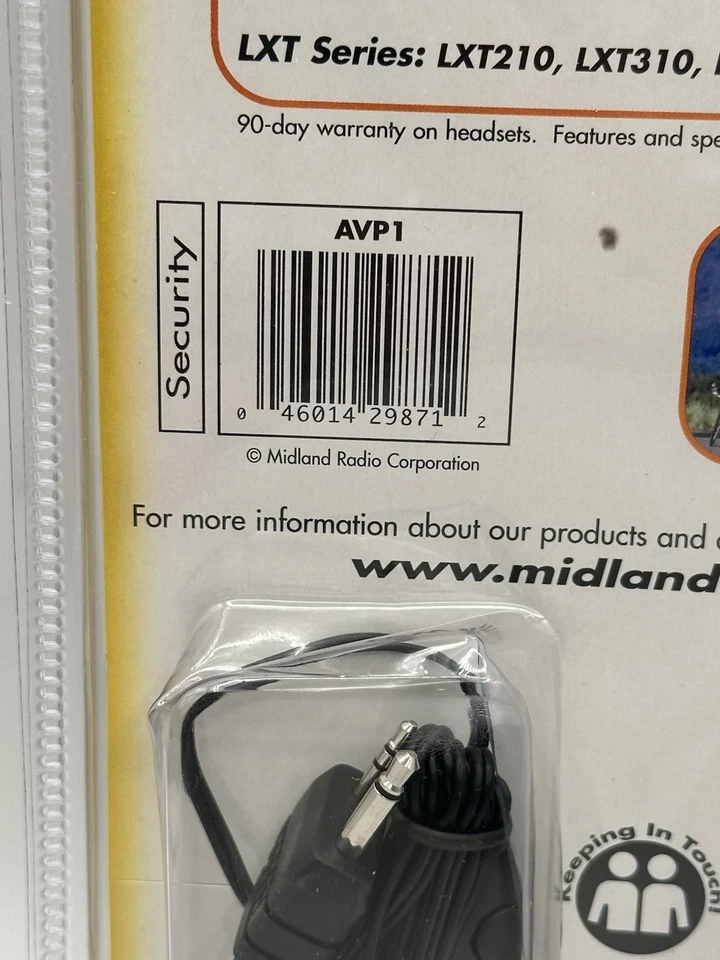 LXT Series: LXT210, LXT310,
90-day warranty on headsets. Features and spe
Security
AVP1
0 46014 29871 2
© Midland Radio Corporation
For more information about our products and
www.midland
Keeping In Touch!